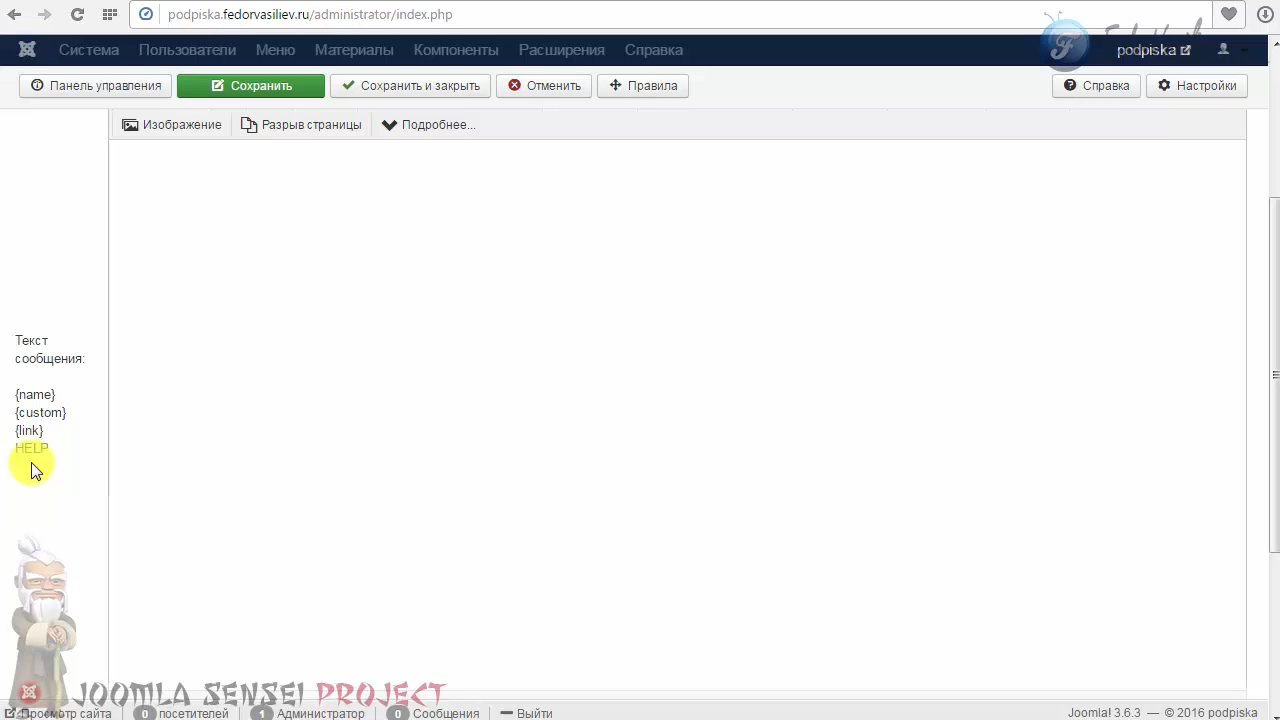 podpiska.fedorvasiliev.ru/administrator/index.php
Система Пользователи Меню Материалы Компоненты Расширения Справка podpiska
Панель управления Сохранить Сохранить и закрыть Отменить Правила Справка Настройки
Изображение Разрыв страницы Подробнее...
Текст
сообщения:
{name}
{custom}
{link}
HELP
JOOMLA SENSEI PROJECT
Просмотр сайта 0 посетителей 1 Администратор 0 Сообщения Выйти Joomla! 3.6.3 — © 2016 podpiska